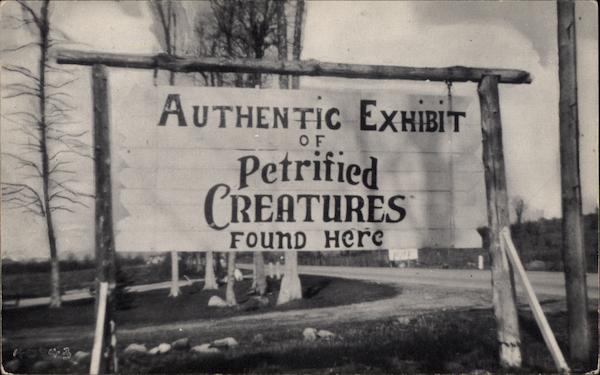 Authentic Exhibit
of
Petrified
Creatures
Found Here